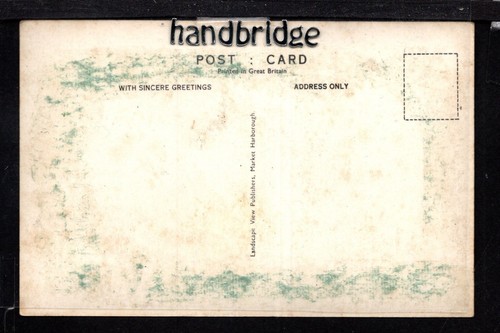 handbridge
POST : CARD
Printed in Great Britain
WITH SINCERE GREETINGS
ADDRESS ONLY
Landscape View Publishers, Market Harborough